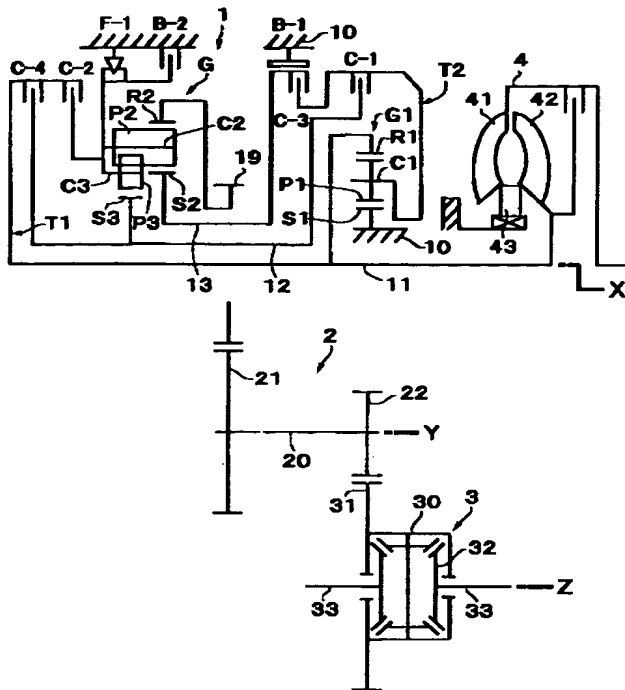 F-1 B-2 1 B-1 10
C-4 C-2 G C-1 T2 4
R2 P2 C2 C-3 G1 41 42
R1
19 C1
C3 P1
S3 P3 S2 S1
T1 10 43
13 12 11 X
2
21 22
20 Y
31 30 3
32
33 33 Z